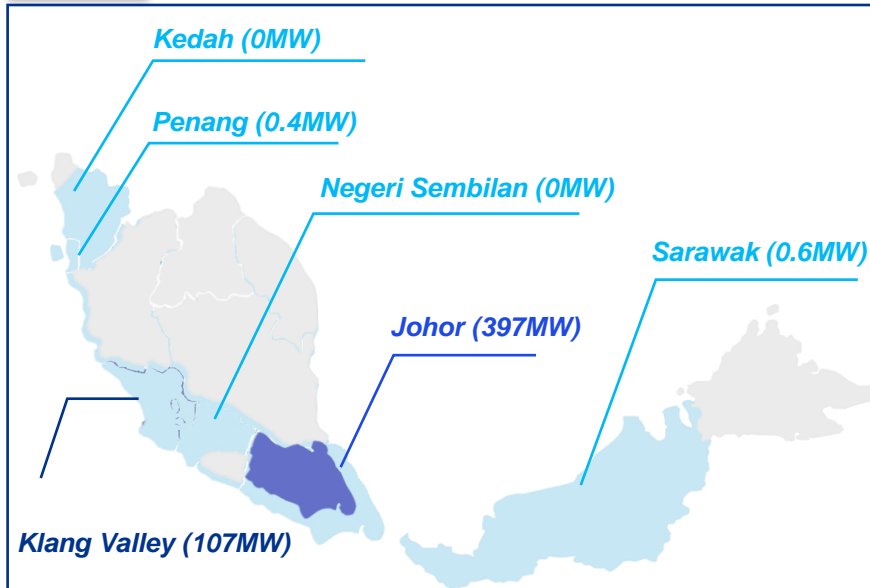 Kedah (0MW)
Penang (0.4MW)
Negeri Sembilan (0MW)
Sarawak (0.6MW)
Johor (397MW)
Klang Valley (107MW)